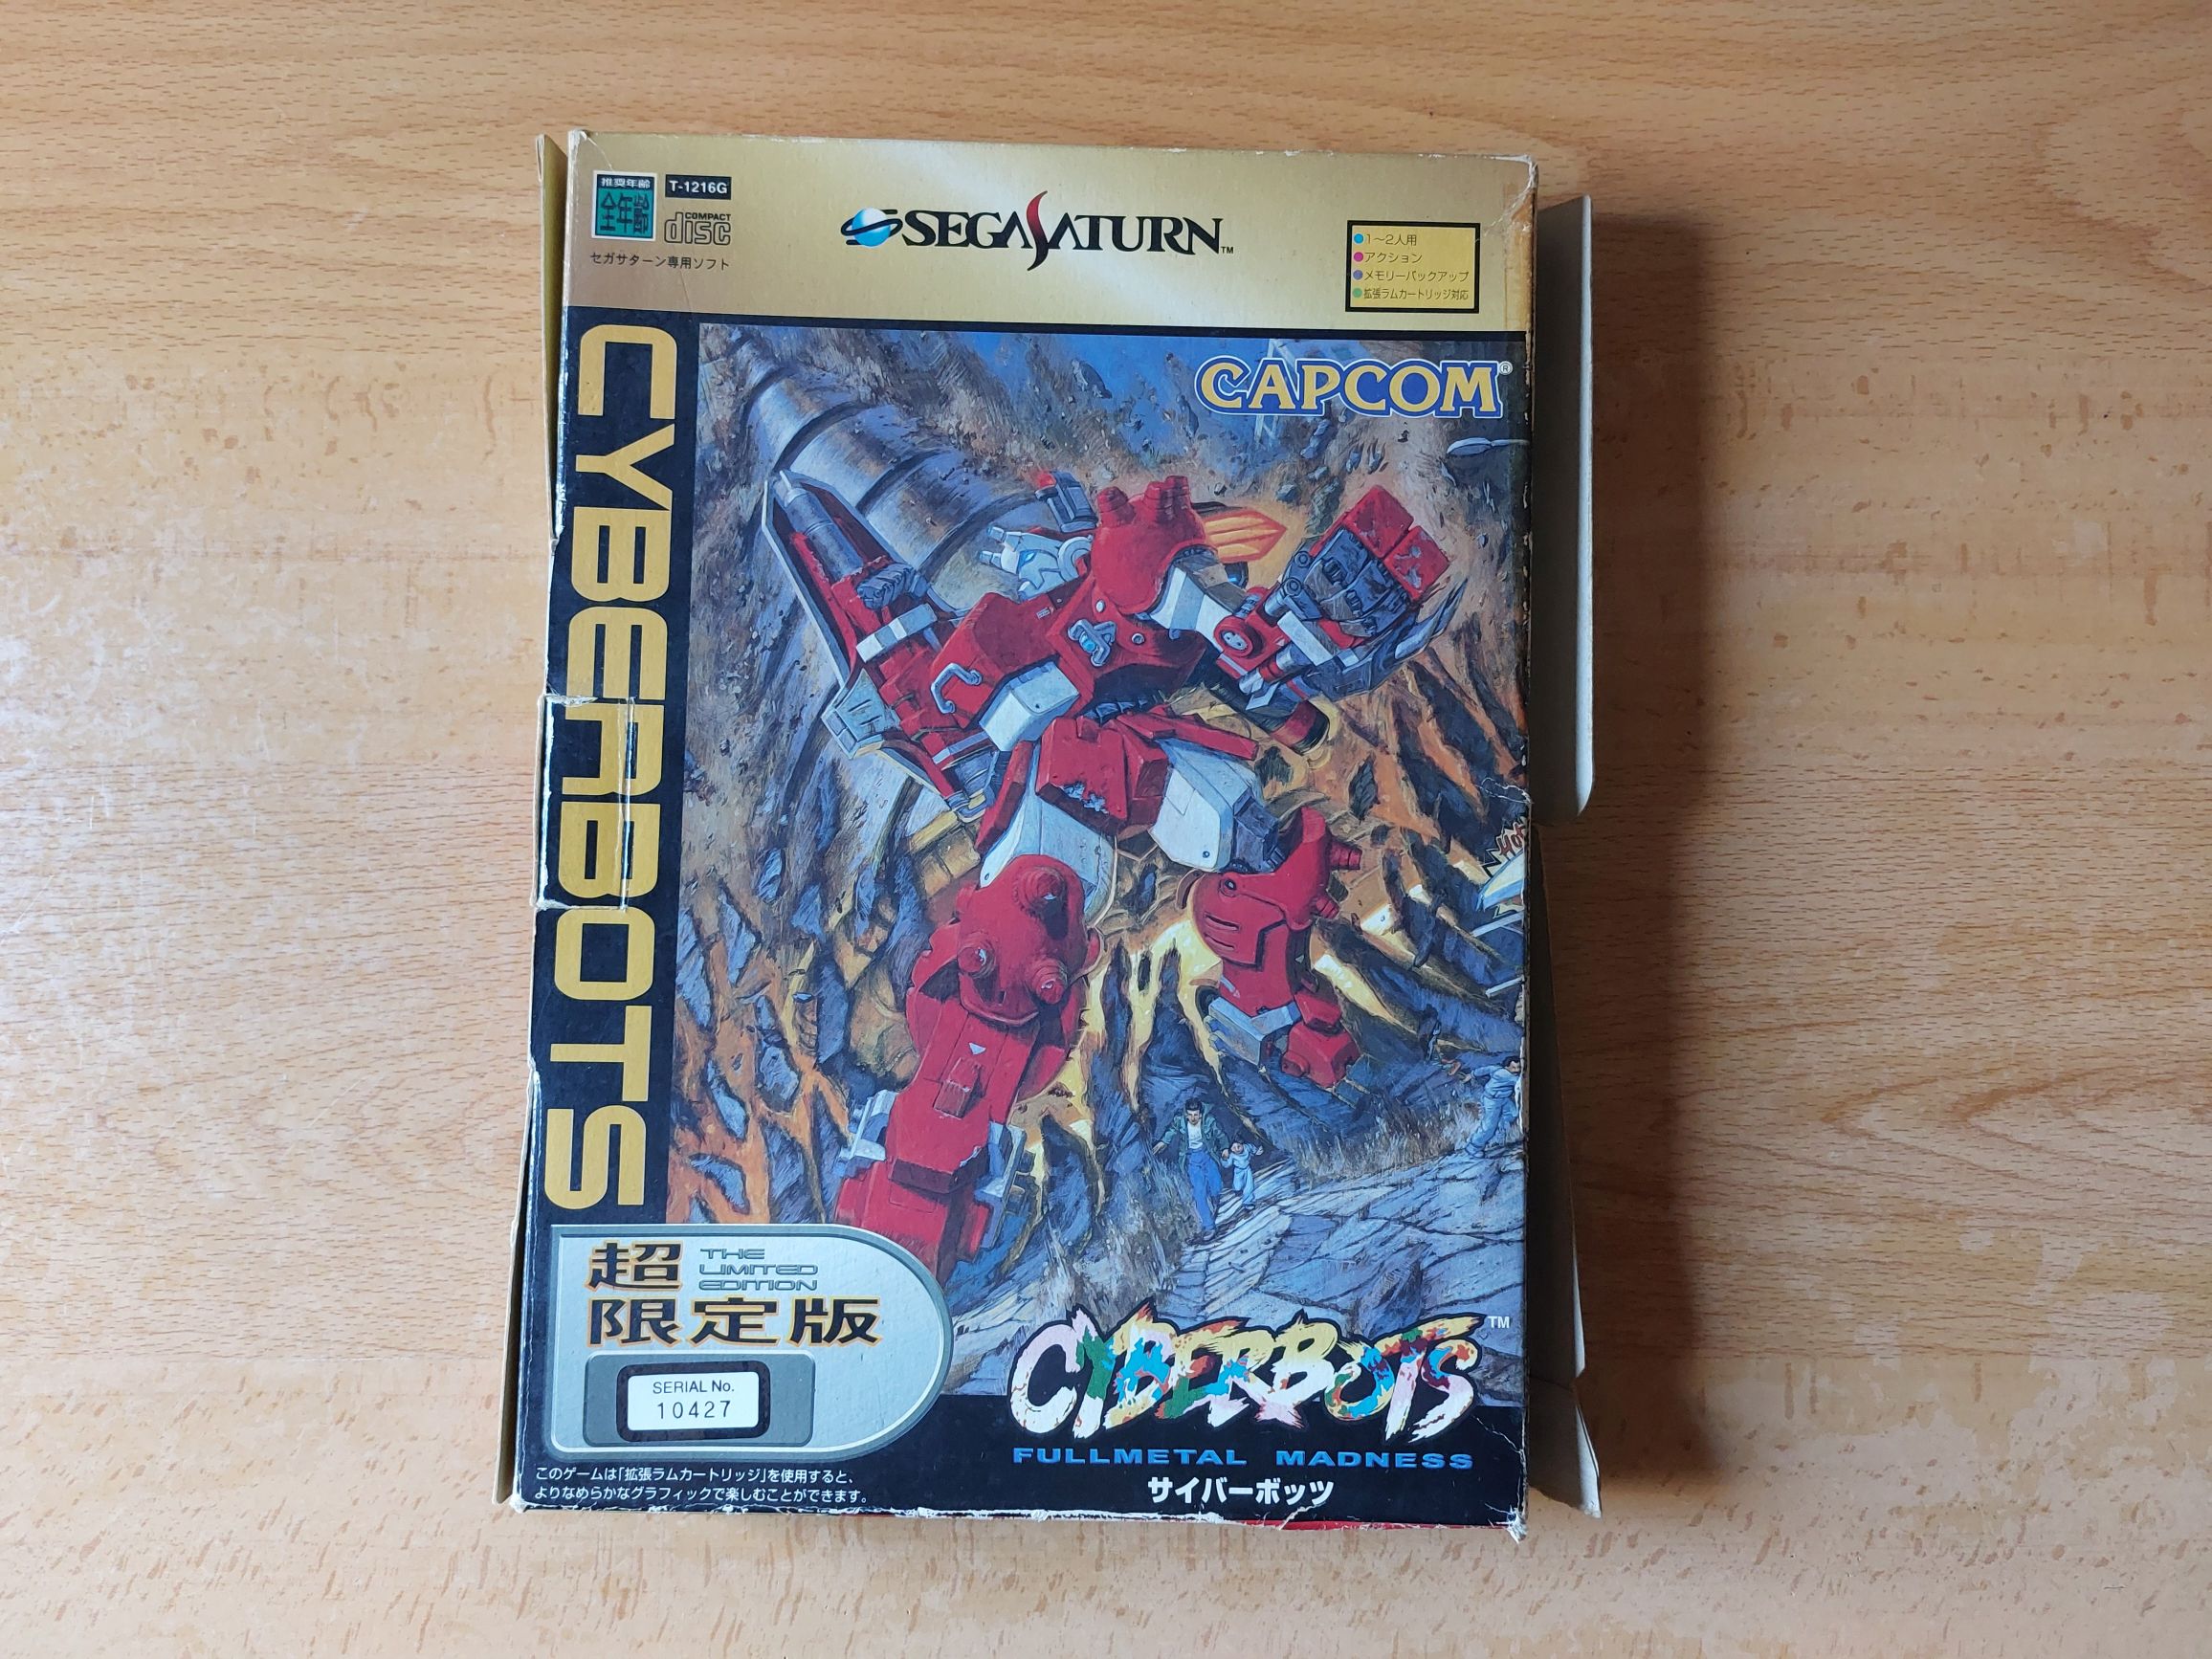 推奨年齢
全年齢
T-1216G
COMPACT
disc
セガサターン専用ソフト
SEGASATURN™
1〜2人用
アクション
メモリーバックアップ
拡張ラムカートリッジ対応
CAPCOM®
CYBERBOTS
超
THE
LIMITED
EDITION
限定版
SERIAL No.
10427
このゲームは「拡張ラムカートリッジ」を使用すると、
よりなめらかなグラフィックで楽しむことができます。
CYBERBOTS™
FULLMETAL MADNESS
サイバーボッツ